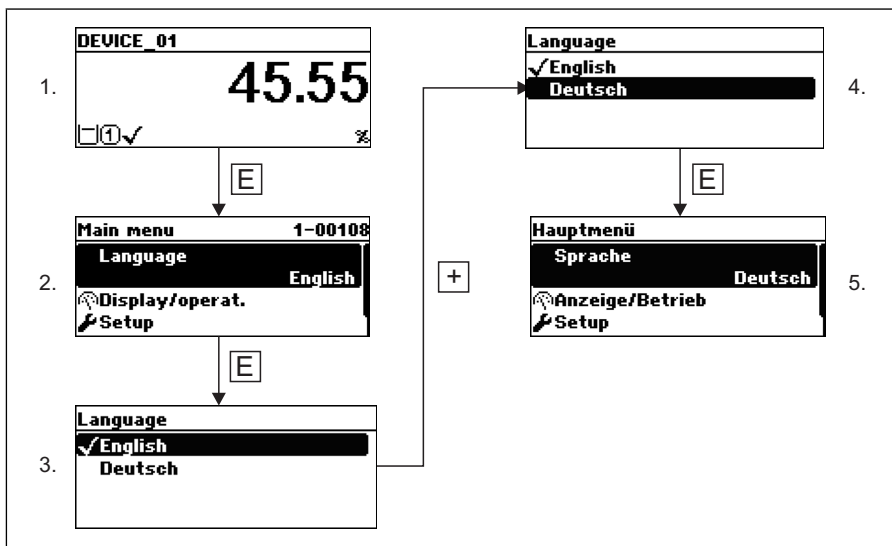 1.
DEVICE_01
45.55
1
%
E
2.
Main menu 1-00108
Language
English
Display/operat.
Setup
E
3.
Language
✓English
Deutsch
+
4.
Language
✓English
Deutsch
E
5.
Hauptmenü
Sprache
Deutsch
Anzeige/Betrieb
Setup